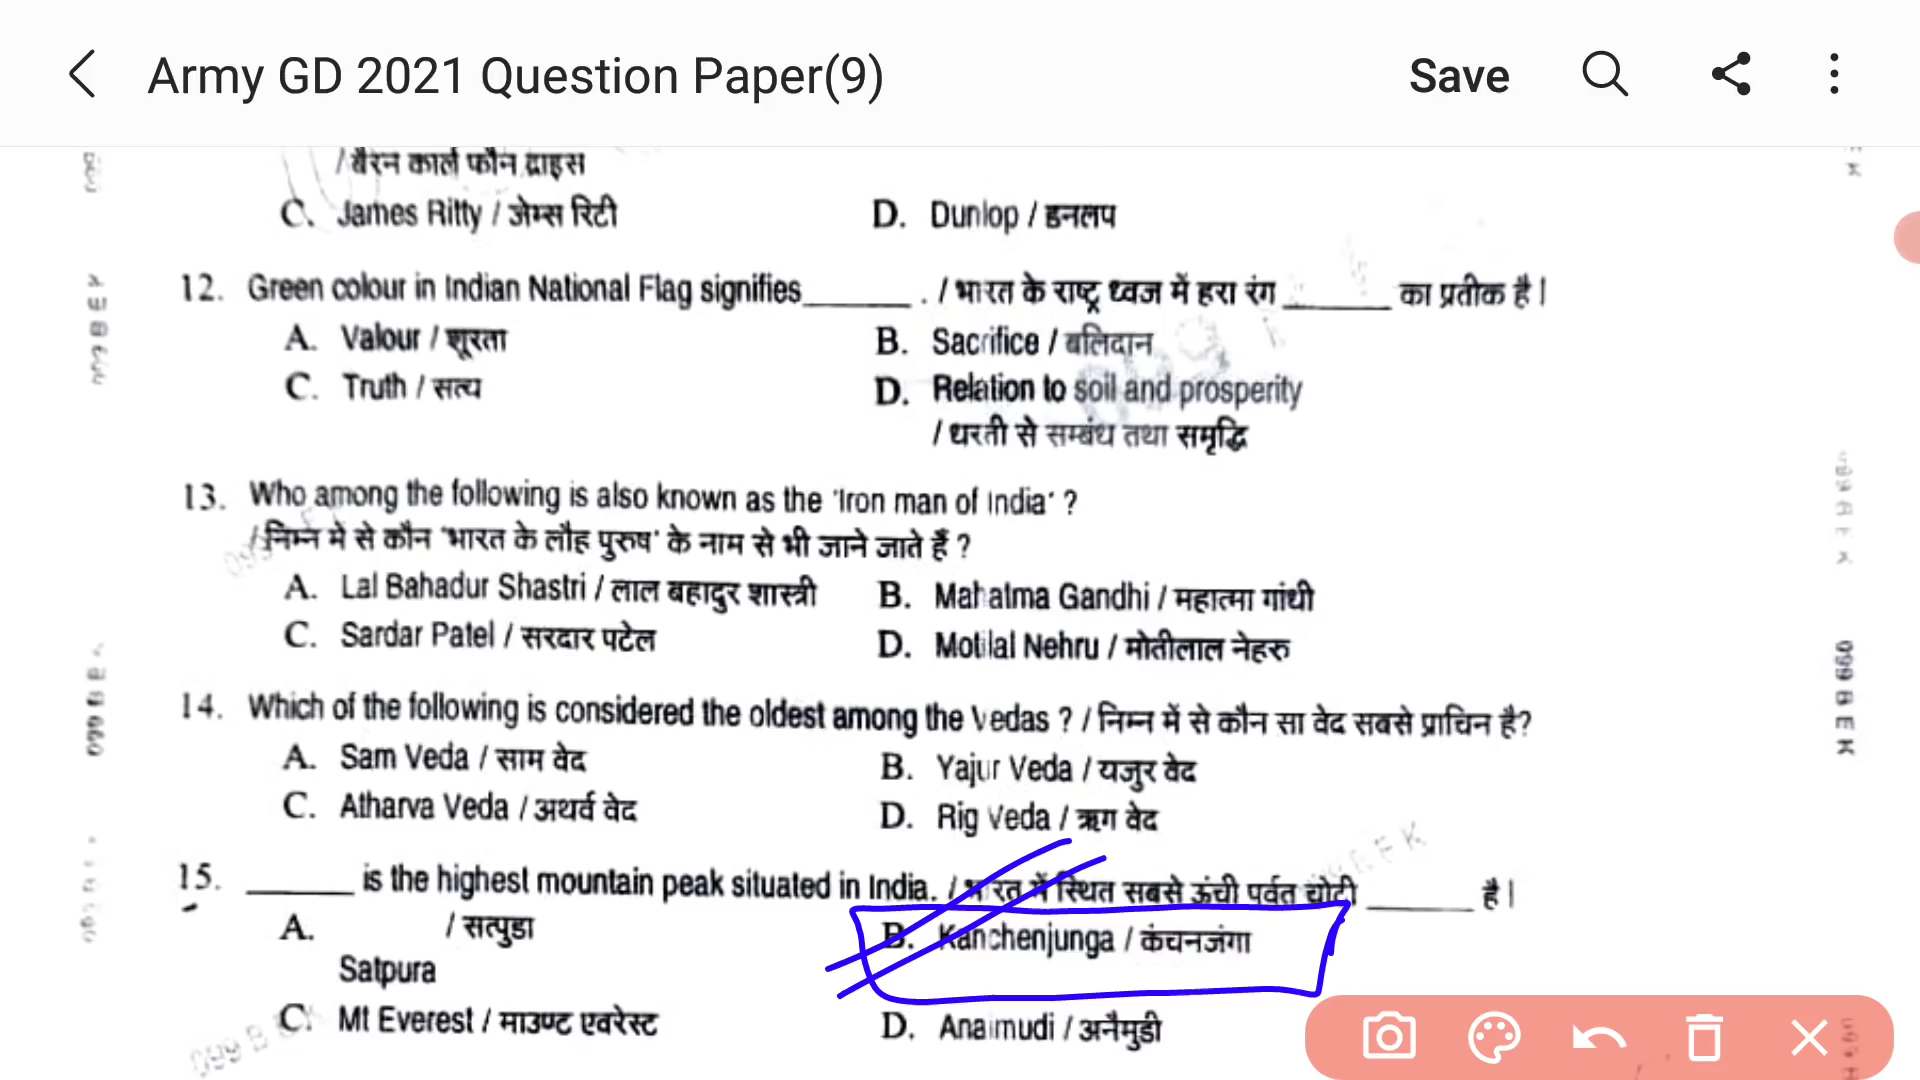 Army GD 2021 Question Paper(9) Save
/ बैरन कार्ल फौन द्राइस
C. James Ritty / जेम्स रिटी D. Dunlop / डनलप
12. Green colour in Indian National Flag signifies______ . / भारत के राष्ट्र ध्वज में हरा रंग ______ का प्रतीक है।
A. Valour / शूरता B. Sacrifice / बलिदान
C. Truth / सत्य D. Relation to soil and prosperity
/ धरती से सम्बंध तथा समृद्धि
13. Who among the following is also known as the 'Iron man of India' ?
/ निम्न मे से कौन 'भारत के लौह पुरुष' के नाम से भी जाने जाते हैं ?
A. Lal Bahadur Shastri / लाल बहादुर शास्त्री B. Mahatma Gandhi / महात्मा गांधी
C. Sardar Patel / सरदार पटेल D. Motilal Nehru / मोतीलाल नेहरु
14. Which of the following is considered the oldest among the Vedas ? / निम्न में से कौन सा वेद सबसे प्राचिन है?
A. Sam Veda / साम वेद B. Yajur Veda / यजुर वेद
C. Atharva Veda / अथर्व वेद D. Rig Veda / ऋग वेद
15. ______ is the highest mountain peak situated in India. / भारत में स्थित सबसे ऊंची पर्वत चोटी ______ है।
A. / सत्पुडा B. Kanchenjunga / कंचनजंगा
Satpura
C. Mt Everest / माउण्ट एवरेस्ट D. Anaimudi / अनैमुडी
099 BEK